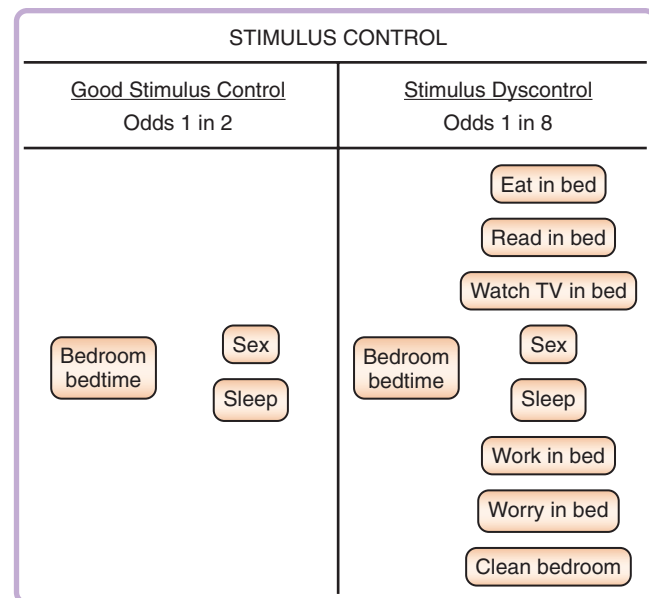 STIMULUS CONTROL
Good Stimulus Control
Odds 1 in 2
Bedroom
bedtime
Sex
Sleep
Stimulus Dyscontrol
Odds 1 in 8
Bedroom
bedtime
Eat in bed
Read in bed
Watch TV in bed
Sex
Sleep
Work in bed
Worry in bed
Clean bedroom